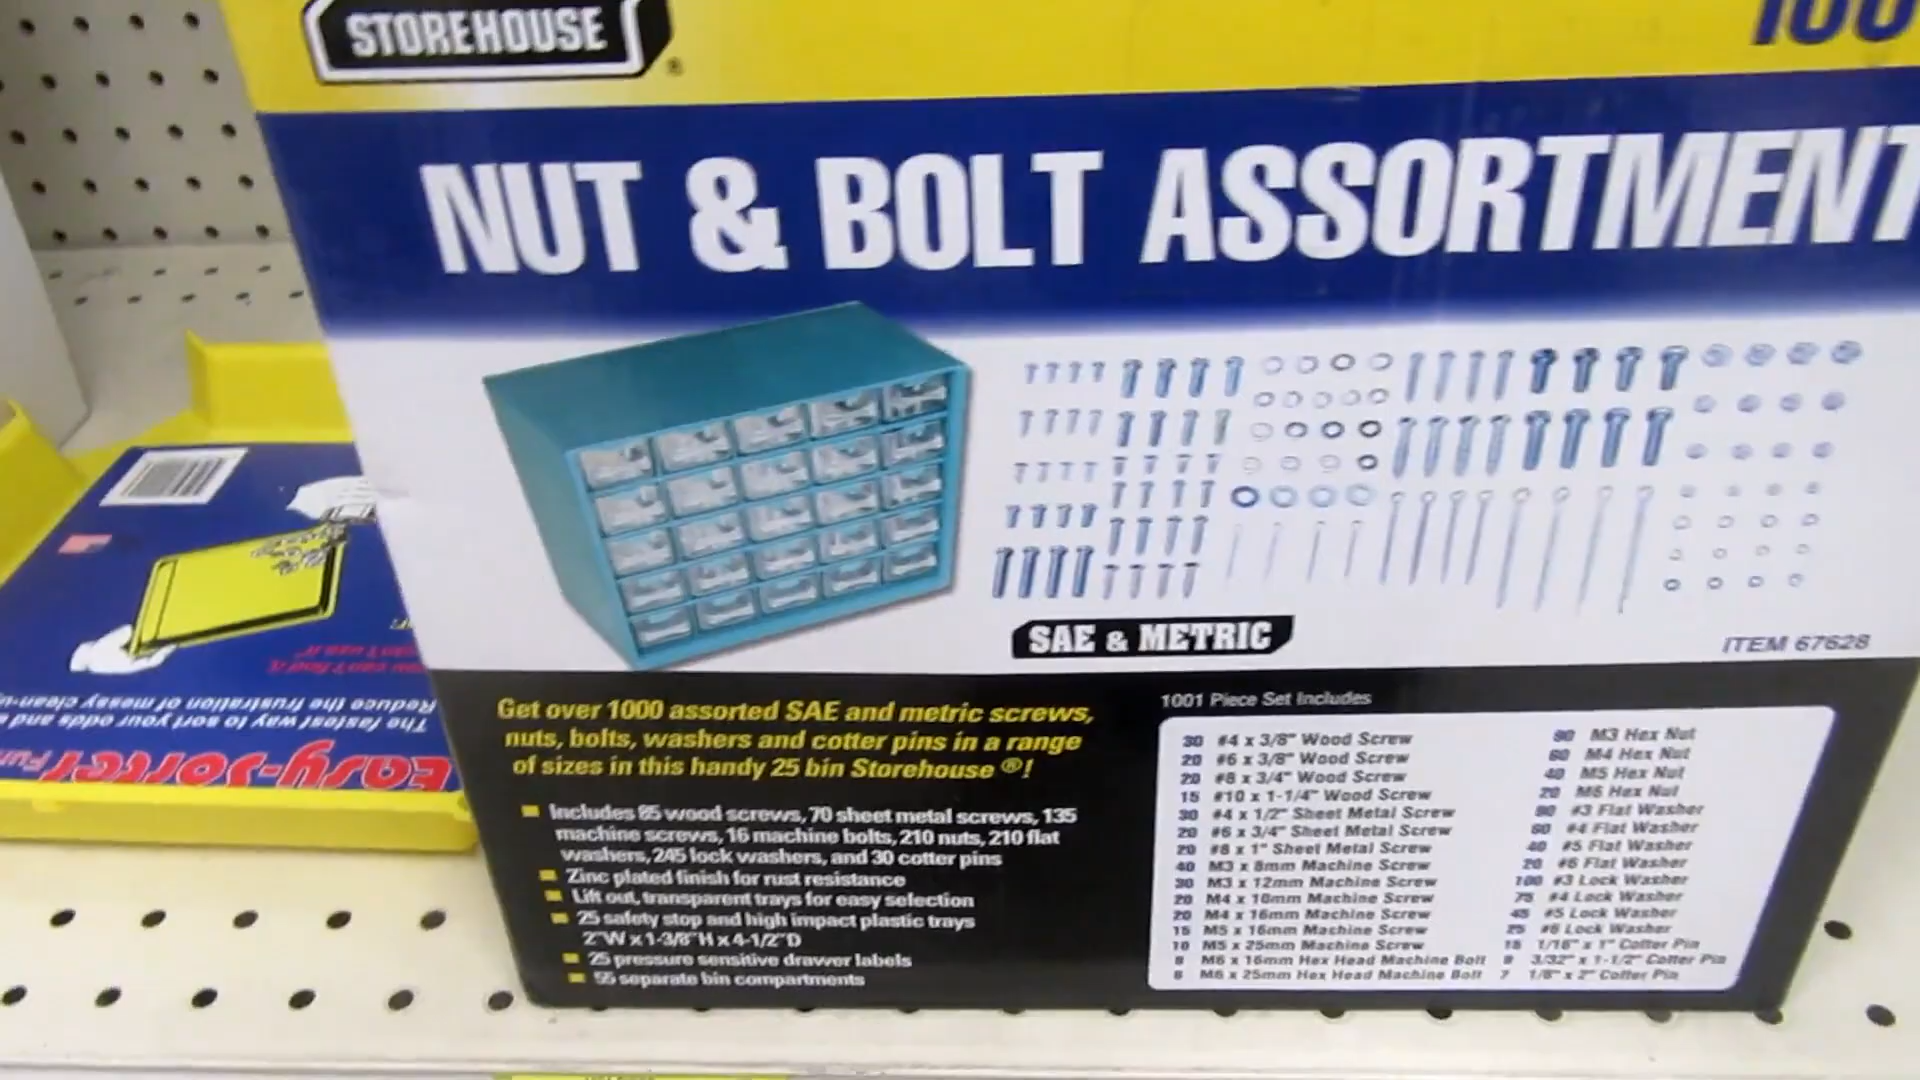 STOREHOUSE
®
100
NUT & BOLT ASSORTMENT
SAE & METRIC
ITEM 67628
Get over 1000 assorted SAE and metric screws,
nuts, bolts, washers and cotter pins in a range
of sizes in this handy 25 bin Storehouse ®!
Includes 85 wood screws, 70 sheet metal screws, 135
machine screws, 16 machine bolts, 210 nuts, 210 flat
washers, 245 lock washers, and 30 cotter pins
Zinc plated finish for rust resistance
Lift out, transparent trays for easy selection
25 safety stop and high impact plastic trays
2"W x 1-3/8"H x 4-1/2"D
25 pressure sensitive drawer labels
55 separate bin compartments
1001 Piece Set Includes
30 #4 x 3/8" Wood Screw
20 #6 x 3/8" Wood Screw
20 #8 x 3/4" Wood Screw
15 #10 x 1-1/4" Wood Screw
30 #4 x 1/2" Sheet Metal Screw
20 #6 x 3/4" Sheet Metal Screw
20 #8 x 1" Sheet Metal Screw
40 M3 x 8mm Machine Screw
30 M3 x 12mm Machine Screw
20 M4 x 10mm Machine Screw
20 M4 x 16mm Machine Screw
15 M5 x 16mm Machine Screw
10 M5 x 25mm Machine Screw
8 M6 x 16mm Hex Head Machine Bolt
8 M6 x 25mm Hex Head Machine Bolt
90 M3 Hex Nut
60 M4 Hex Nut
40 M5 Hex Nut
20 M6 Hex Nut
90 #3 Flat Washer
60 #4 Flat Washer
40 #5 Flat Washer
20 #6 Flat Washer
100 #3 Lock Washer
75 #4 Lock Washer
45 #5 Lock Washer
25 #6 Lock Washer
15 1/16" x 1" Cotter Pin
8 3/32" x 1-1/2" Cotter Pin
7 1/8" x 2" Cotter Pin
Easy-Sorter Fun
The fastest way to sort your odds and
Reduce the frustration of messy clean-u
can't find it
can't use it"